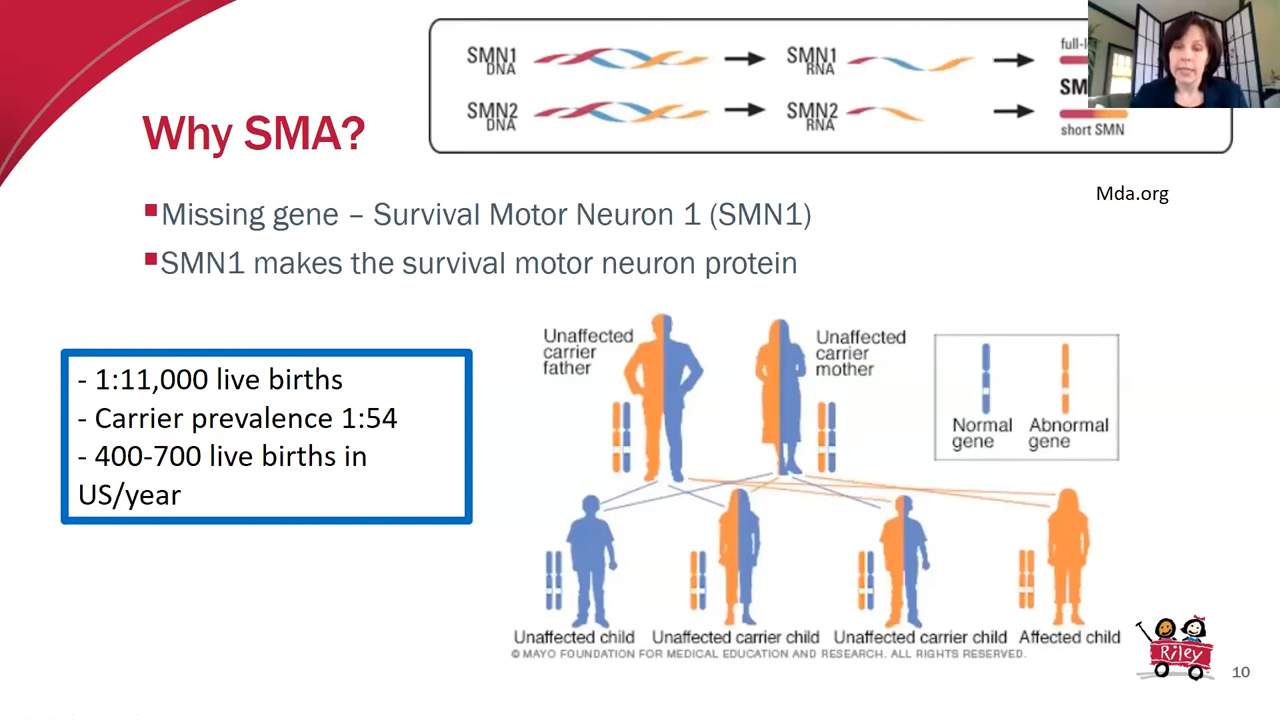 SMN1
DNA
SMN1
RNA
SMN2
DNA
SMN2
RNA
short SMN
Mda.org
Why SMA?
Missing gene – Survival Motor Neuron 1 (SMN1)
SMN1 makes the survival motor neuron protein
- 1:11,000 live births
- Carrier prevalence 1:54
- 400-700 live births in
US/year
Unaffected
carrier
father
Unaffected
carrier
mother
Normal
gene
Abnormal
gene
Unaffected child
Unaffected carrier child
Unaffected carrier child
Affected child
© MAYO FOUNDATION FOR MEDICAL EDUCATION AND RESEARCH. ALL RIGHTS RESERVED.
Riley
10